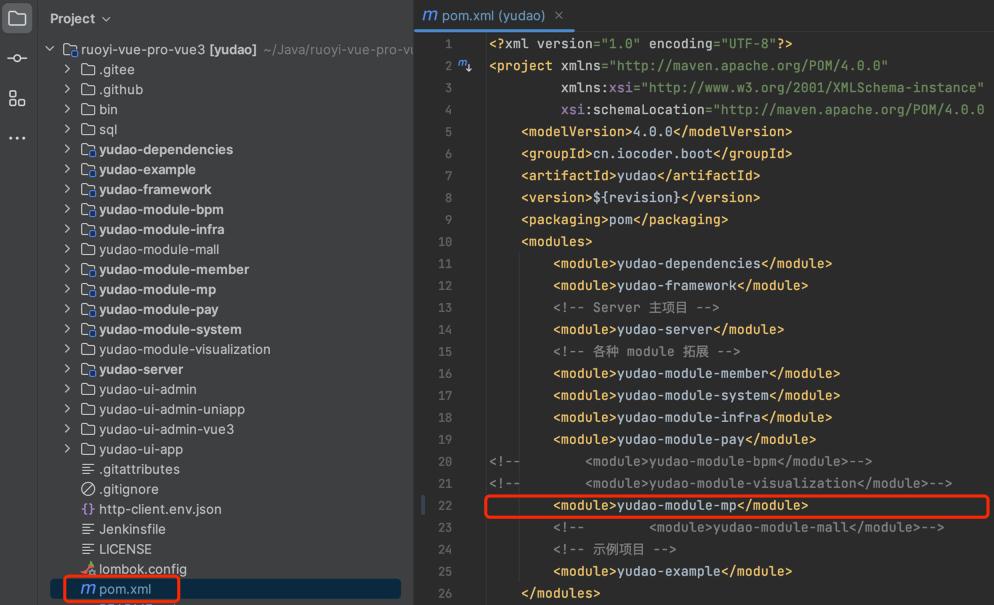 Project
ruoyi-vue-pro-vue3 [yudao] ~/Java/ruoyi-vue-pro-vu
.gitee
.github
bin
sql
yudao-dependencies
yudao-example
yudao-framework
yudao-module-bpm
yudao-module-infra
yudao-module-mall
yudao-module-member
yudao-module-mp
yudao-module-pay
yudao-module-system
yudao-module-visualization
yudao-server
yudao-ui-admin
yudao-ui-admin-uniapp
yudao-ui-admin-vue3
yudao-ui-app
.gitattributes
.gitignore
http-client.env.json
Jenkinsfile
LICENSE
lombok.config
pom.xml
pom.xml (yudao)
1 <?xml version="1.0" encoding="UTF-8"?>
2 <project xmlns="http://maven.apache.org/POM/4.0.0"
3 xmlns:xsi="http://www.w3.org/2001/XMLSchema-instance"
4 xsi:schemaLocation="http://maven.apache.org/POM/4.0.0
5 <modelVersion>4.0.0</modelVersion>
6 <groupId>cn.iocoder.boot</groupId>
7 <artifactId>yudao</artifactId>
8 <version>${revision}</version>
9 <packaging>pom</packaging>
10 <modules>
11 <module>yudao-dependencies</module>
12 <module>yudao-framework</module>
13 <!-- Server 主项目 -->
14 <module>yudao-server</module>
15 <!-- 各种 module 拓展 -->
16 <module>yudao-module-member</module>
17 <module>yudao-module-system</module>
18 <module>yudao-module-infra</module>
19 <module>yudao-module-pay</module>
20 <!-- <module>yudao-module-bpm</module>-->
21 <!-- <module>yudao-module-visualization</module>-->
22 <module>yudao-module-mp</module>
23 <!-- <module>yudao-module-mall</module>-->
24 <!-- 示例项目 -->
25 <module>yudao-example</module>
26 </modules>